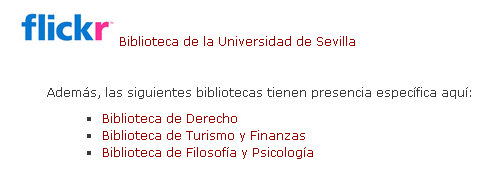 flickr Biblioteca de la Universidad de Sevilla
Además, las siguientes bibliotecas tienen presencia específica aquí:
Biblioteca de Derecho
Biblioteca de Turismo y Finanzas
Biblioteca de Filosofía y Psicología